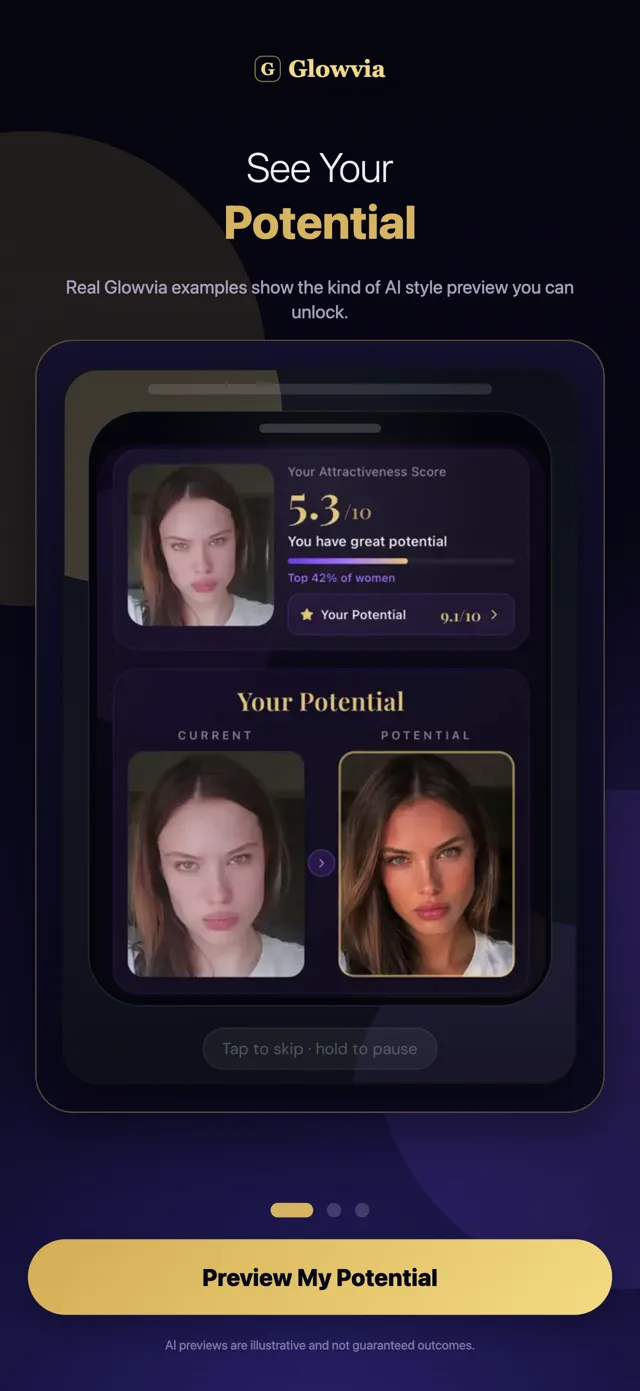 G Glowvia
See Your
Potential
Real Glowvia examples show the kind of AI style preview you can
unlock.
Your Attractiveness Score
5.3/10
You have great potential
Top 42% of women
Your Potential 9.1/10
Your Potential
CURRENT POTENTIAL
Tap to skip · hold to pause
Preview My Potential
AI previews are illustrative and not guaranteed outcomes.